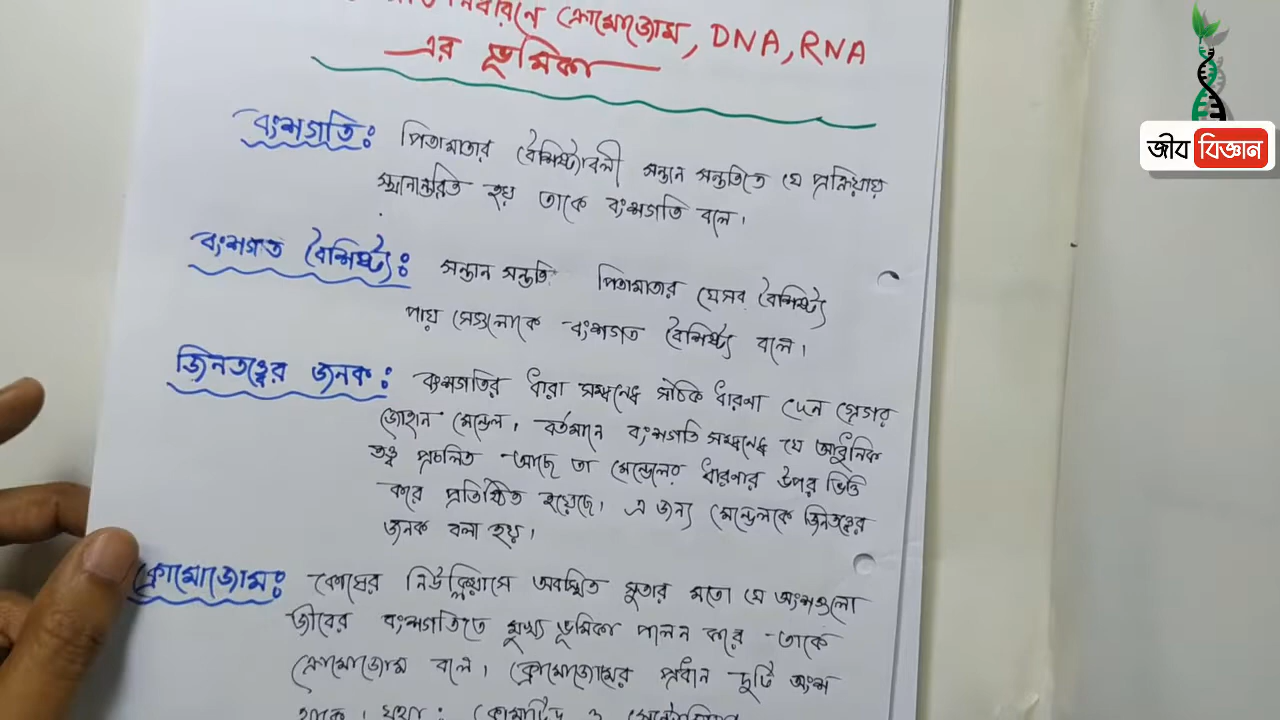 নির্ধারনে ক্রোমোজোম, DNA, RNA
এর ভূমিকা
জীব বিজ্ঞান
বংশগতি: পিতামাতার বৈশিষ্ট্যাবলী সন্তান সন্ততিতে যে প্রক্রিয়ায়
স্থানান্তরিত হয় তাকে বংশগতি বলে।
বংশগত বৈশিষ্ট্য: সন্তান সন্ততি পিতামাতার যেসব বৈশিষ্ট্য
পায় সেগুলোকে বংশগত বৈশিষ্ট্য বলে।
জিনতত্ত্বের জনক: বংশগতির ধারা সম্বন্ধে সঠিক ধারণা দেন গ্রেগর
জোহান মেন্ডেল। বর্তমানে বংশগতি সম্বন্ধে যে আধুনিক
তত্ত্ব প্রচলিত আছে তা মেন্ডেলের ধারণার উপর ভিত্তি
করে প্রতিষ্ঠিত হয়েছে। এ জন্য মেন্ডেলকে জিনতত্ত্বের
জনক বলা হয়।
ক্রোমোজোম: কোষের নিউক্লিয়াসে অবস্থিত সুতার মতো যে অংশগুলো
জীবের বংশগতিতে মুখ্য ভূমিকা পালন করে তাকে
ক্রোমোজোম বলে। ক্রোমোজোমের প্রধান দুটি অংশ
থাকে। যথা: